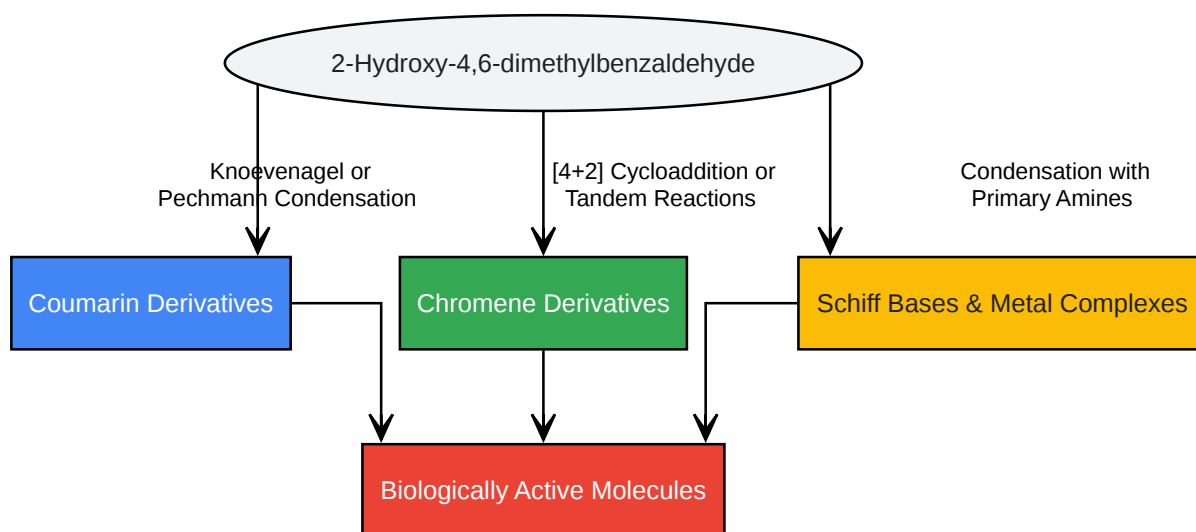 2-Hydroxy-4,6-dimethylbenzaldehyde
Knoevenagel or
Pechmann Condensation
[4+2] Cycloaddition or
Tandem Reactions
Condensation with
Primary Amines
Coumarin Derivatives
Chromene Derivatives
Schiff Bases & Metal Complexes
Biologically Active Molecules